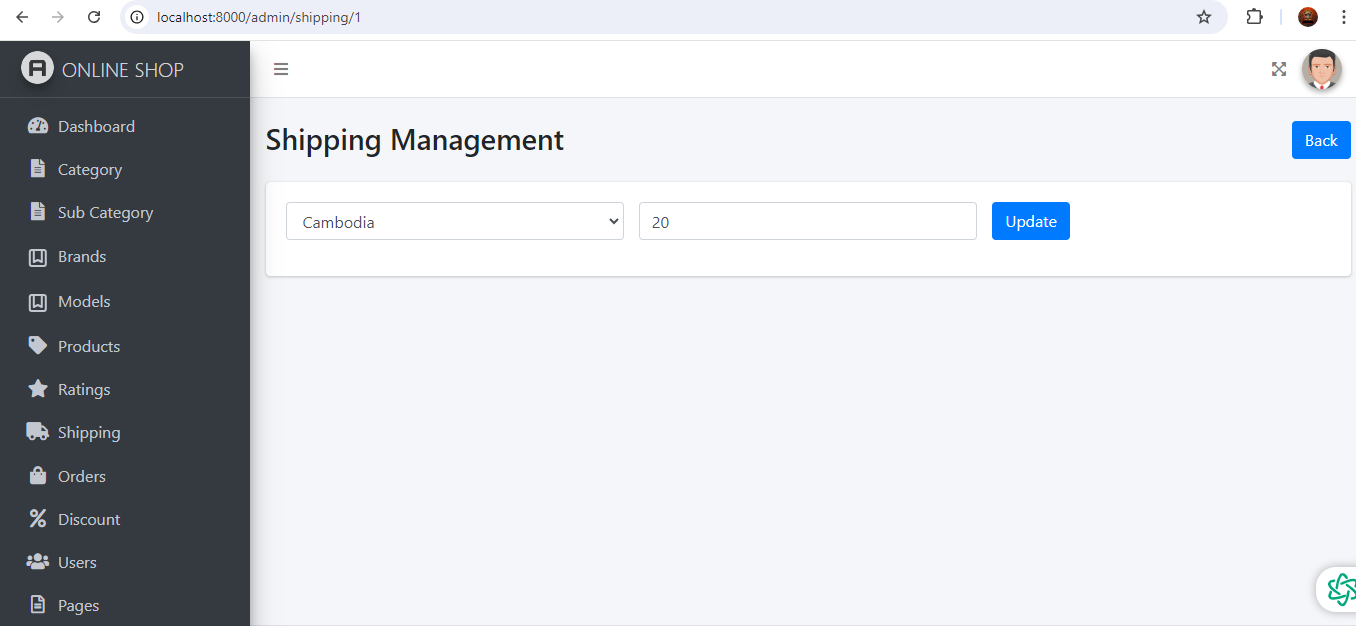 localhost:8000/admin/shipping/1
ONLINE SHOP
Dashboard
Category
Sub Category
Brands
Models
Products
Ratings
Shipping
Orders
Discount
Users
Pages
Shipping Management
Back
Cambodia
20
Update